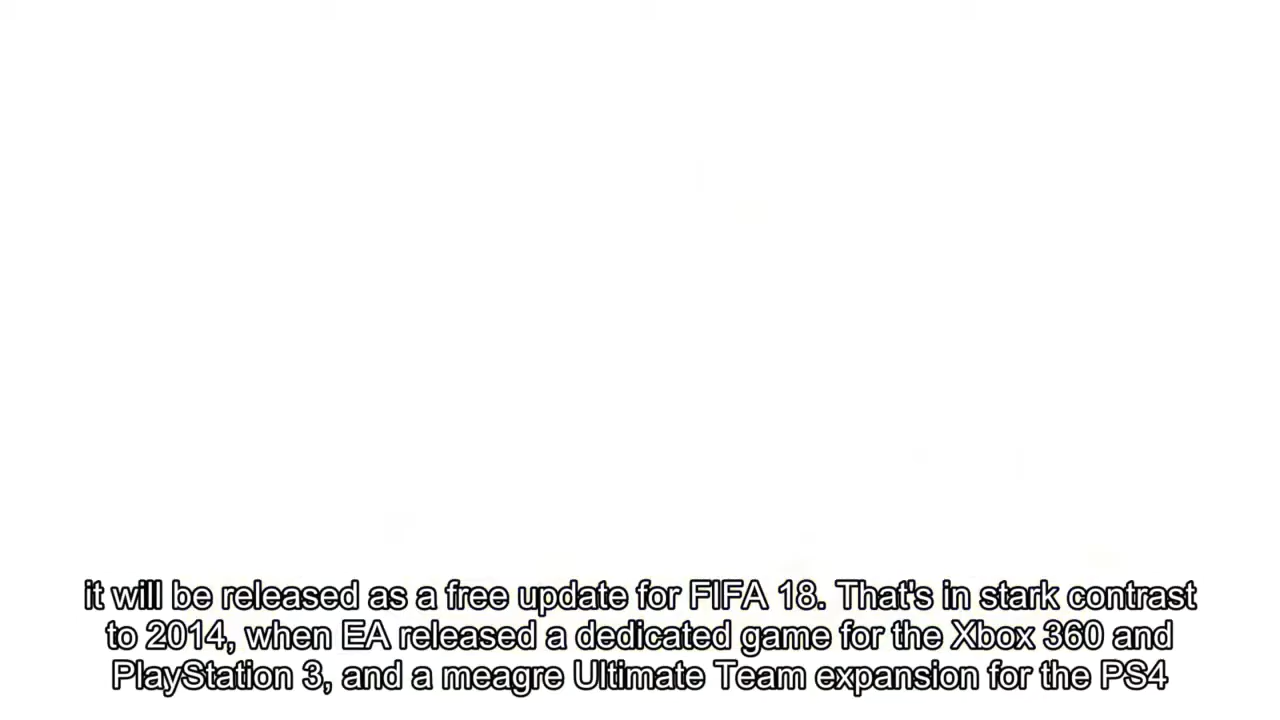 it will be released as a free update for FIFA 18. That's in stark contrast
to 2014, when EA released a dedicated game for the Xbox 360 and
PlayStation 3, and a meagre Ultimate Team expansion for the PS4